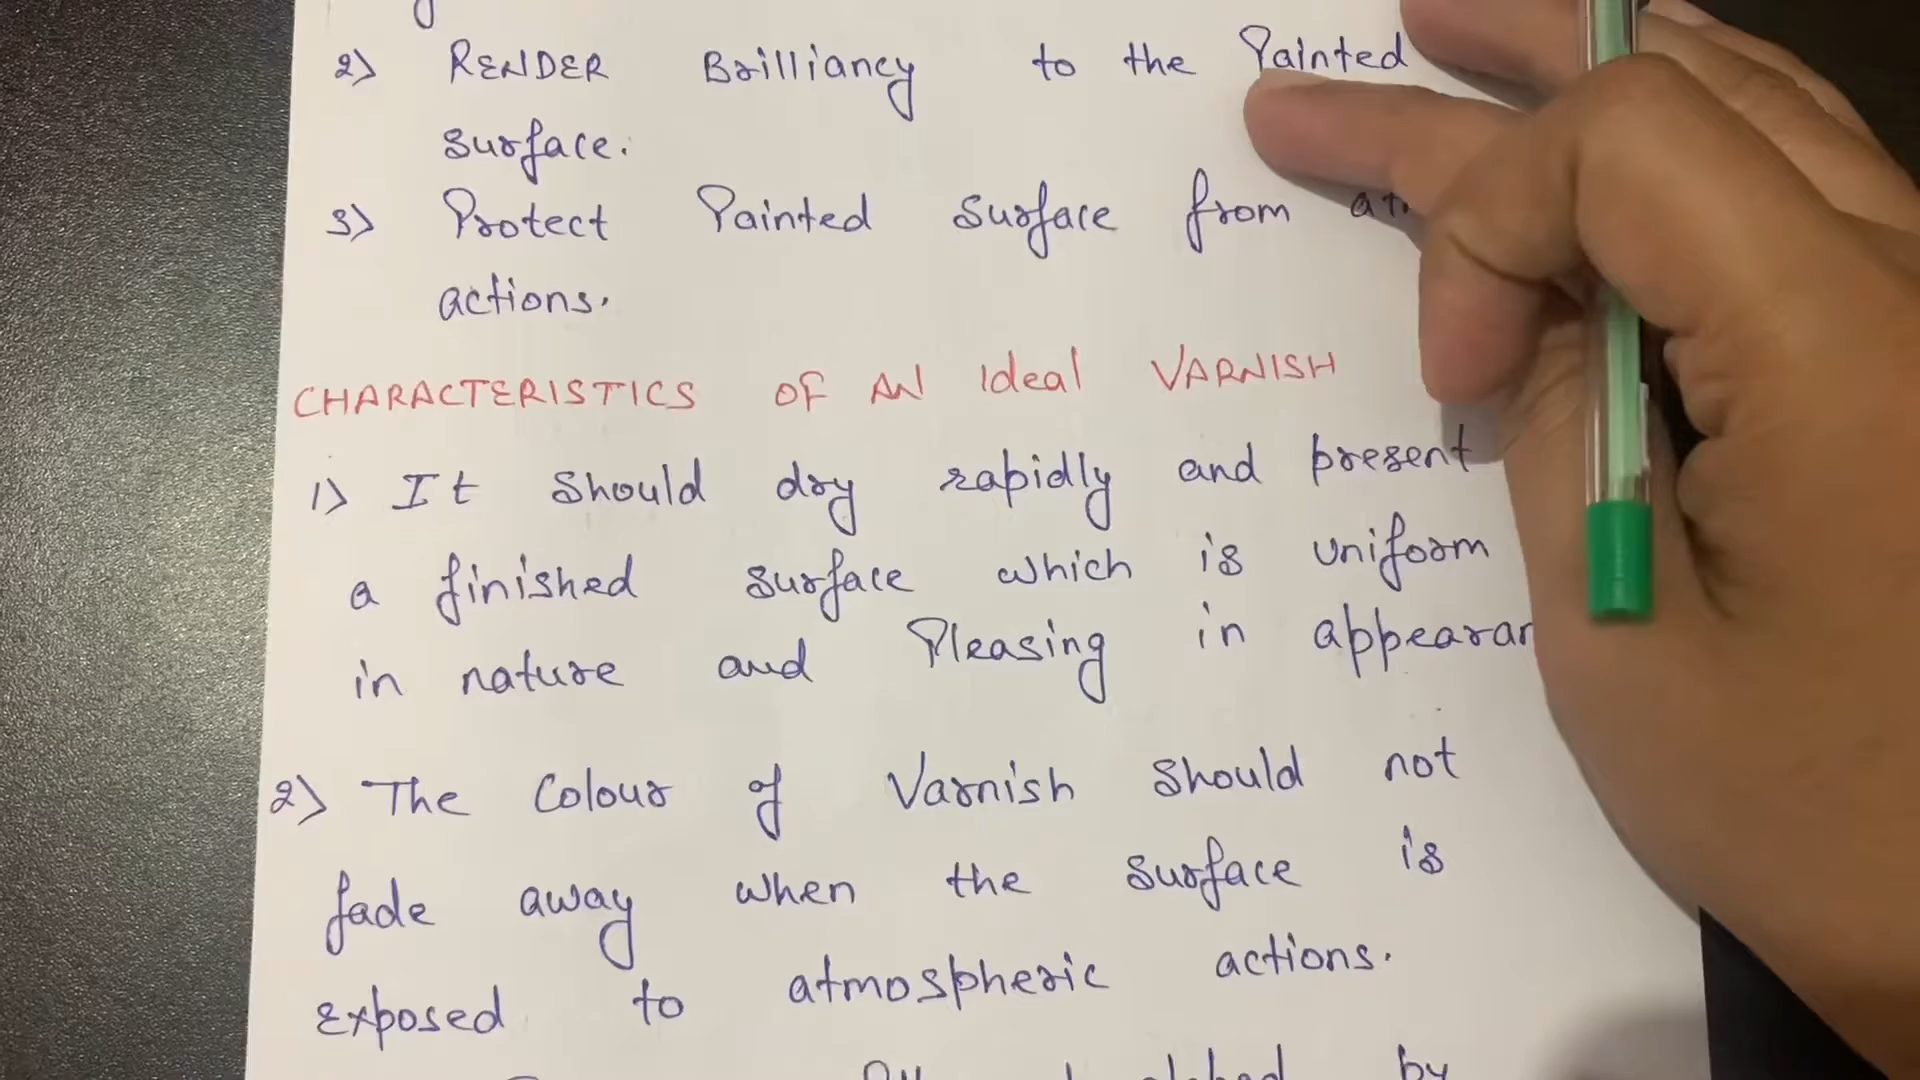 2) RENDER Brilliancy to the Painted
surface.
3) Protect Painted surface from
actions.
CHARACTERISTICS OF AN Ideal VARNISH
1) It should dry rapidly and present
a finished surface which is uniform
in nature and Pleasing in
2) The Colour of Varnish should not
fade away when the surface is
exposed to atmospheric actions.
by